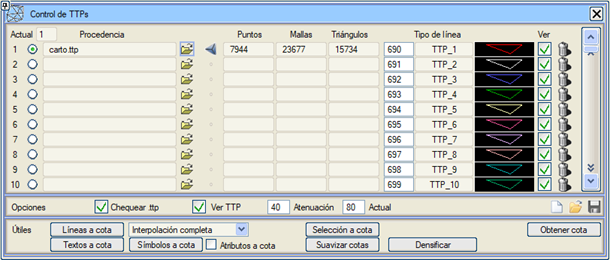 Control de TTPs
Actual 1 Procedencia Puntos Mallas Triángulos Tipo de línea Ver
1 carto.ttp 7944 23677 15734 690 TTP_1
2 691 TTP_2
3 692 TTP_3
4 693 TTP_4
5 694 TTP_5
6 695 TTP_6
7 696 TTP_7
8 697 TTP_8
9 698 TTP_9
10 699 TTP_10
Opciones Chequear .ttp Ver TTP 40 Atenuación 80 Actual
Útiles Líneas a cota Interpolación completa Selección a cota Obtener cota
Textos a cota Símbolos a cota Atributos a cota Suavizar cotas Densificar